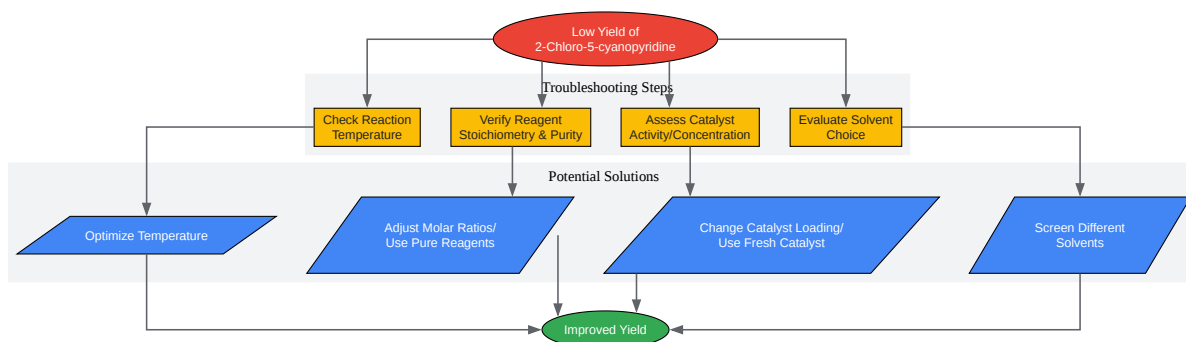 Low Yield of
2-Chloro-5-cyanopyridine
Troubleshooting Steps
Check Reaction
Temperature
Verify Reagent
Stoichiometry & Purity
Assess Catalyst
Activity/Concentration
Evaluate Solvent
Choice
Potential Solutions
Optimize Temperature
Adjust Molar Ratios/
Use Pure Reagents
Change Catalyst Loading/
Use Fresh Catalyst
Screen Different
Solvents
Improved Yield